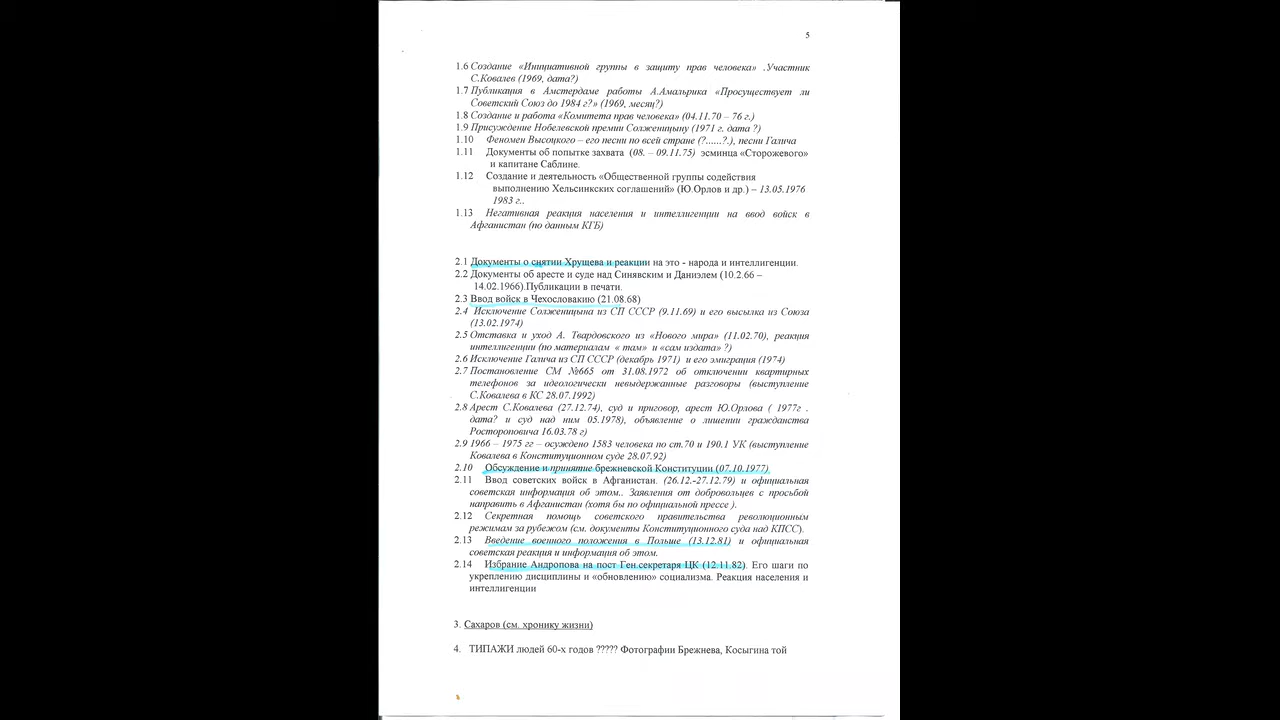 5
1.6 Создание «Инициативной группы в защиту прав человека» .Участник
С.Ковалев (1969, дата?)
1.7 Публикация в Амстердаме работы А.Амальрика «Просуществует ли
Советский Союз до 1984 г?» (1969, месяц?)
1.8 Создание и работа «Комитета прав человека» (04.11.70 – 76 г.)
1.9 Присуждение Нобелевской премии Солженицыну (1971 г. дата ?)
1.10 Феномен Высоцкого – его песни по всей стране (?......?.), песни Галича
1.11 Документы об попытке захвата (08. – 09.11.75) эсминца «Сторожевого»
и капитане Саблине.
1.12 Создание и деятельность «Общественной группы содействия
выполнению Хельсинкских соглашений» (Ю.Орлов и др.) – 13.05.1976
1983 г..
1.13 Негативная реакция населения и интеллигенции на ввод войск в
Афганистан (по данным КГБ)
2.1 Документы о снятии Хрущева и реакции на это - народа и интеллигенции.
2.2 Документы об аресте и суде над Синявским и Даниэлем (10.2.66 –
14.02.1966).Публикации в печати.
2.3 Ввод войск в Чехословакию (21.08.68)
2.4 Исключение Солженицына из СП СССР (9.11.69) и его высылка из Союза
(13.02.1974)
2.5 Отставка и уход А. Твардовского из «Нового мира» (11.02.70), реакция
интеллигенции (по материалам « там» и «сам издата» ?)
2.6 Исключение Галича из СП СССР (декабрь 1971) и его эмиграция (1974)
2.7 Постановление СМ №665 от 31.08.1972 об отключении квартирных
телефонов за идеологически невыдержанные разговоры (выступление
С.Ковалева в КС 28.07.1992)
2.8 Арест С.Ковалева (27.12.74), суд и приговор, арест Ю.Орлова ( 1977г .
дата? и суд над ним 05.1978), объявление о лишении гражданства
Ростороповича 16.03.78 г)
2.9 1966 – 1975 гг – осуждено 1583 человека по ст.70 и 190.1 УК (выступление
Ковалева в Конституционном суде 28.07.92)
2.10 Обсуждение и принятие брежневской Конституции (07.10.1977)
2.11 Ввод советских войск в Афганистан. (26.12.-27.12.79) и официальная
советская информация об этом.. Заявления от добровольцев с просьбой
направить в Афганистан (хотя бы по официальной прессе ).
2.12 Секретная помощь советского правительства революционным
режимам за рубежом (см. документы Конституционного суда над КПСС).
2.13 Введение военного положения в Польше (13.12.81) и официальная
советская реакция и информация об этом.
2.14 Избрание Андропова на пост Ген.секретаря ЦК (12.11.82). Его шаги по
укреплению дисциплины и «обновлению» социализма. Реакция населения и
интеллигенции
3. Сахаров (см. хронику жизни)
4. ТИПАЖИ людей 60-х годов ????? Фотографии Брежнева, Косыгина той